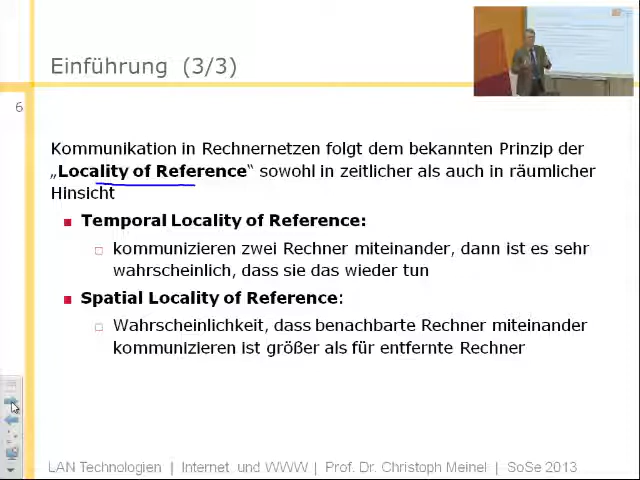 Einführung (3/3)
6
Kommunikation in Rechnernetzen folgt dem bekannten Prinzip der
„Locality of Reference“ sowohl in zeitlicher als auch in räumlicher
Hinsicht
Temporal Locality of Reference:
kommunizieren zwei Rechner miteinander, dann ist es sehr
wahrscheinlich, dass sie das wieder tun
Spatial Locality of Reference:
Wahrscheinlichkeit, dass benachbarte Rechner miteinander
kommunizieren ist größer als für entfernte Rechner
LAN Technologien | Internet und WWW | Prof. Dr. Christoph Meinel | SoSe 2013